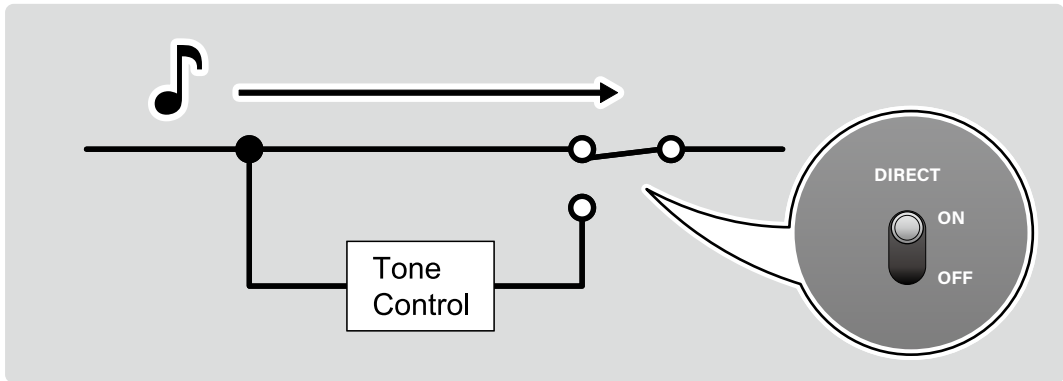 DIRECT
ON
OFF
Tone
Control